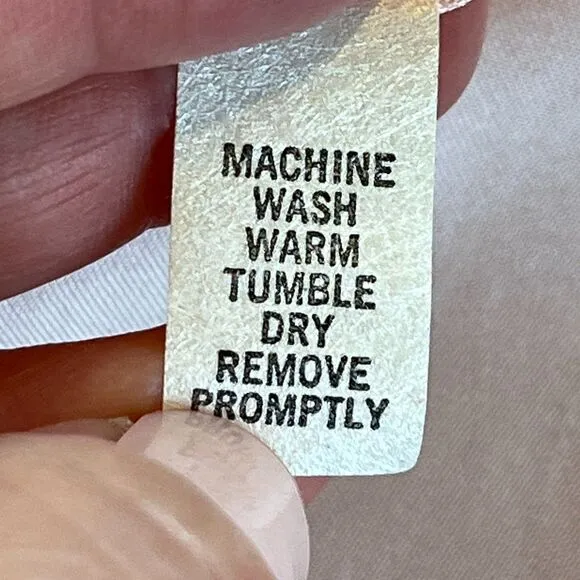 MACHINE
WASH
WARM
TUMBLE
DRY
REMOVE
PROMPTLY